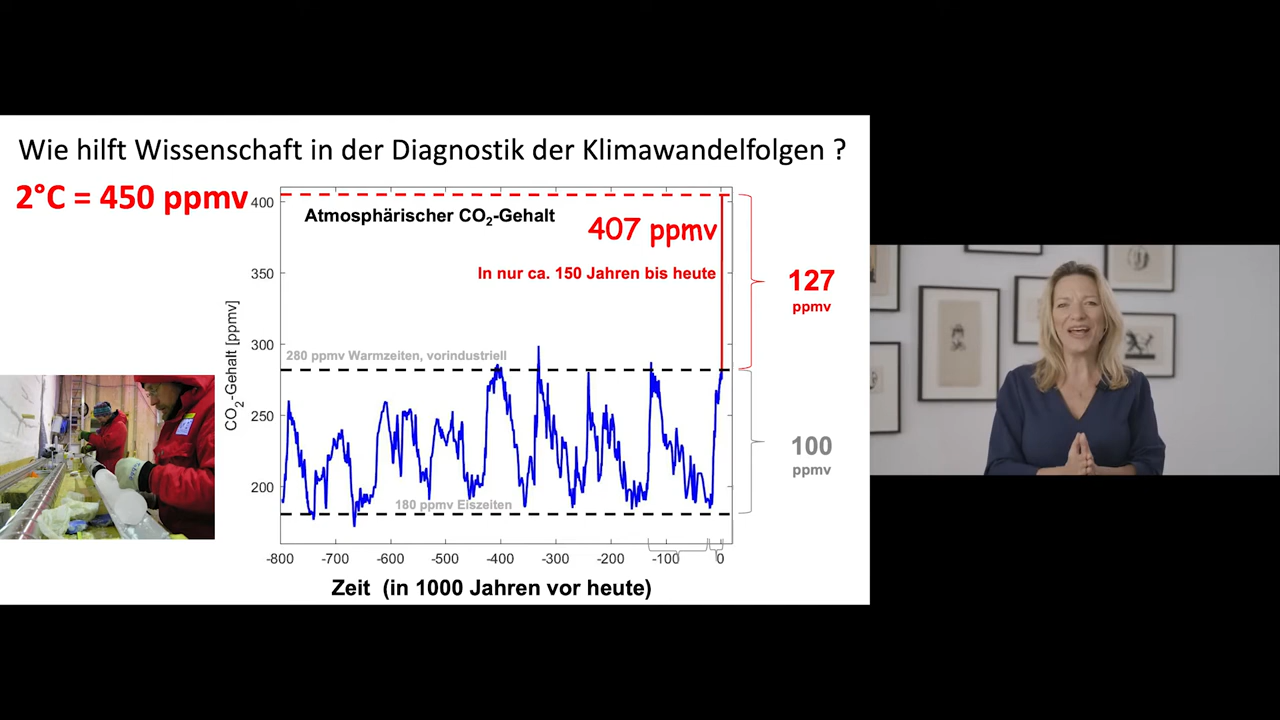 Wie hilft Wissenschaft in der Diagnostik der Klimawandelfolgen ?
2°C = 450 ppmv
Atmosphärischer CO₂-Gehalt
407 ppmv
In nur ca. 150 Jahren bis heute
127
ppmv
280 ppmv Warmzeiten, vorindustriell
100
ppmv
180 ppmv Eiszeiten
CO₂-Gehalt [ppmv]
400
350
300
250
200
-800 -700 -600 -500 -400 -300 -200 -100 0
Zeit (in 1000 Jahren vor heute)